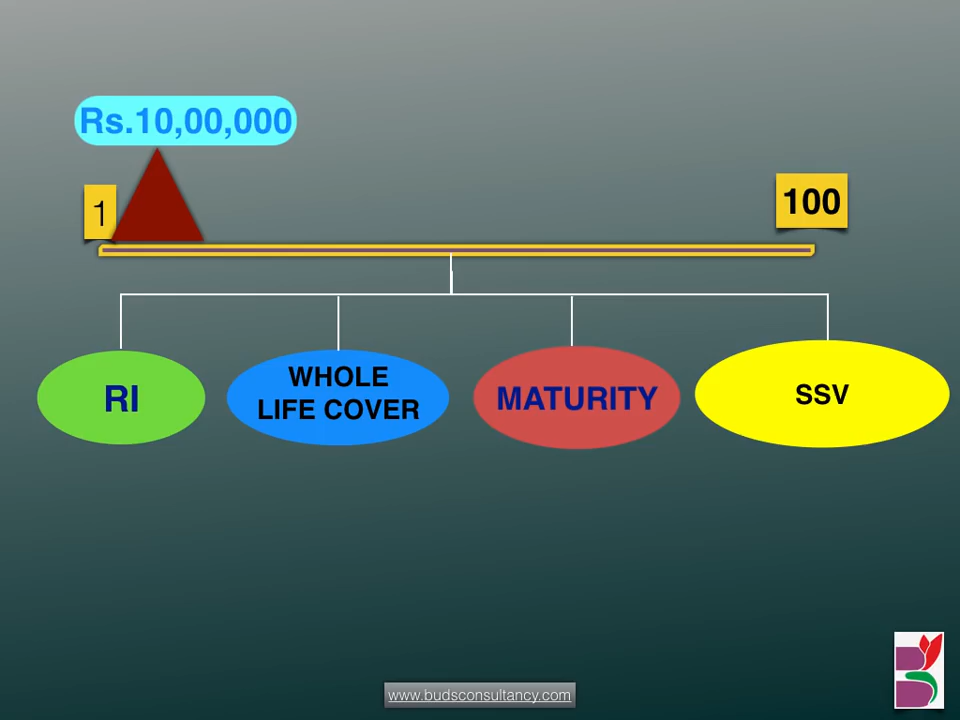 Rs.10,00,000
1
100
RI
WHOLE
LIFE COVER
MATURITY
SSV
www.budsconsultancy.com